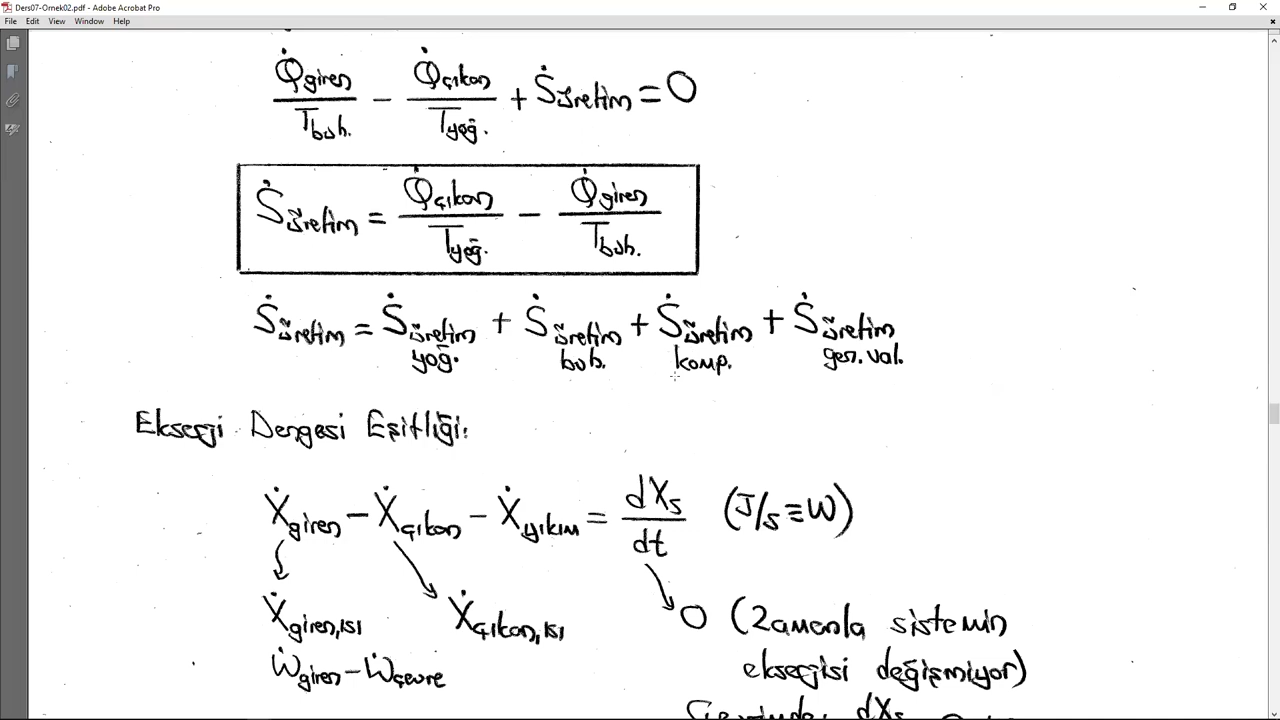 Ders07-Ornek02.pdf - Adobe Acrobat Pro
File Edit View Window Help
Q̇giren/Tbuh. - Q̇çıkan/Tyoğ. + Ṡüretim = 0
Ṡüretim = Q̇çıkan/Tyoğ. - Q̇giren/Tbuh.
Ṡüretim = Ṡüretim yoğ. + Ṡüretim buh. + Ṡüretim komp. + Ṡüretim gen. val.
Ekserji Dengesi Eşitliği:
Ẋgiren - Ẋçıkan - Ẋyıkım = dXs/dt (J/s ≡ W)
Ẋgiren,ısı Ẋçıkan,ısı 0 (Zamanla sistemin
Ẇgiren - Ẇçevre ekserjisi değişmiyor)
dXs